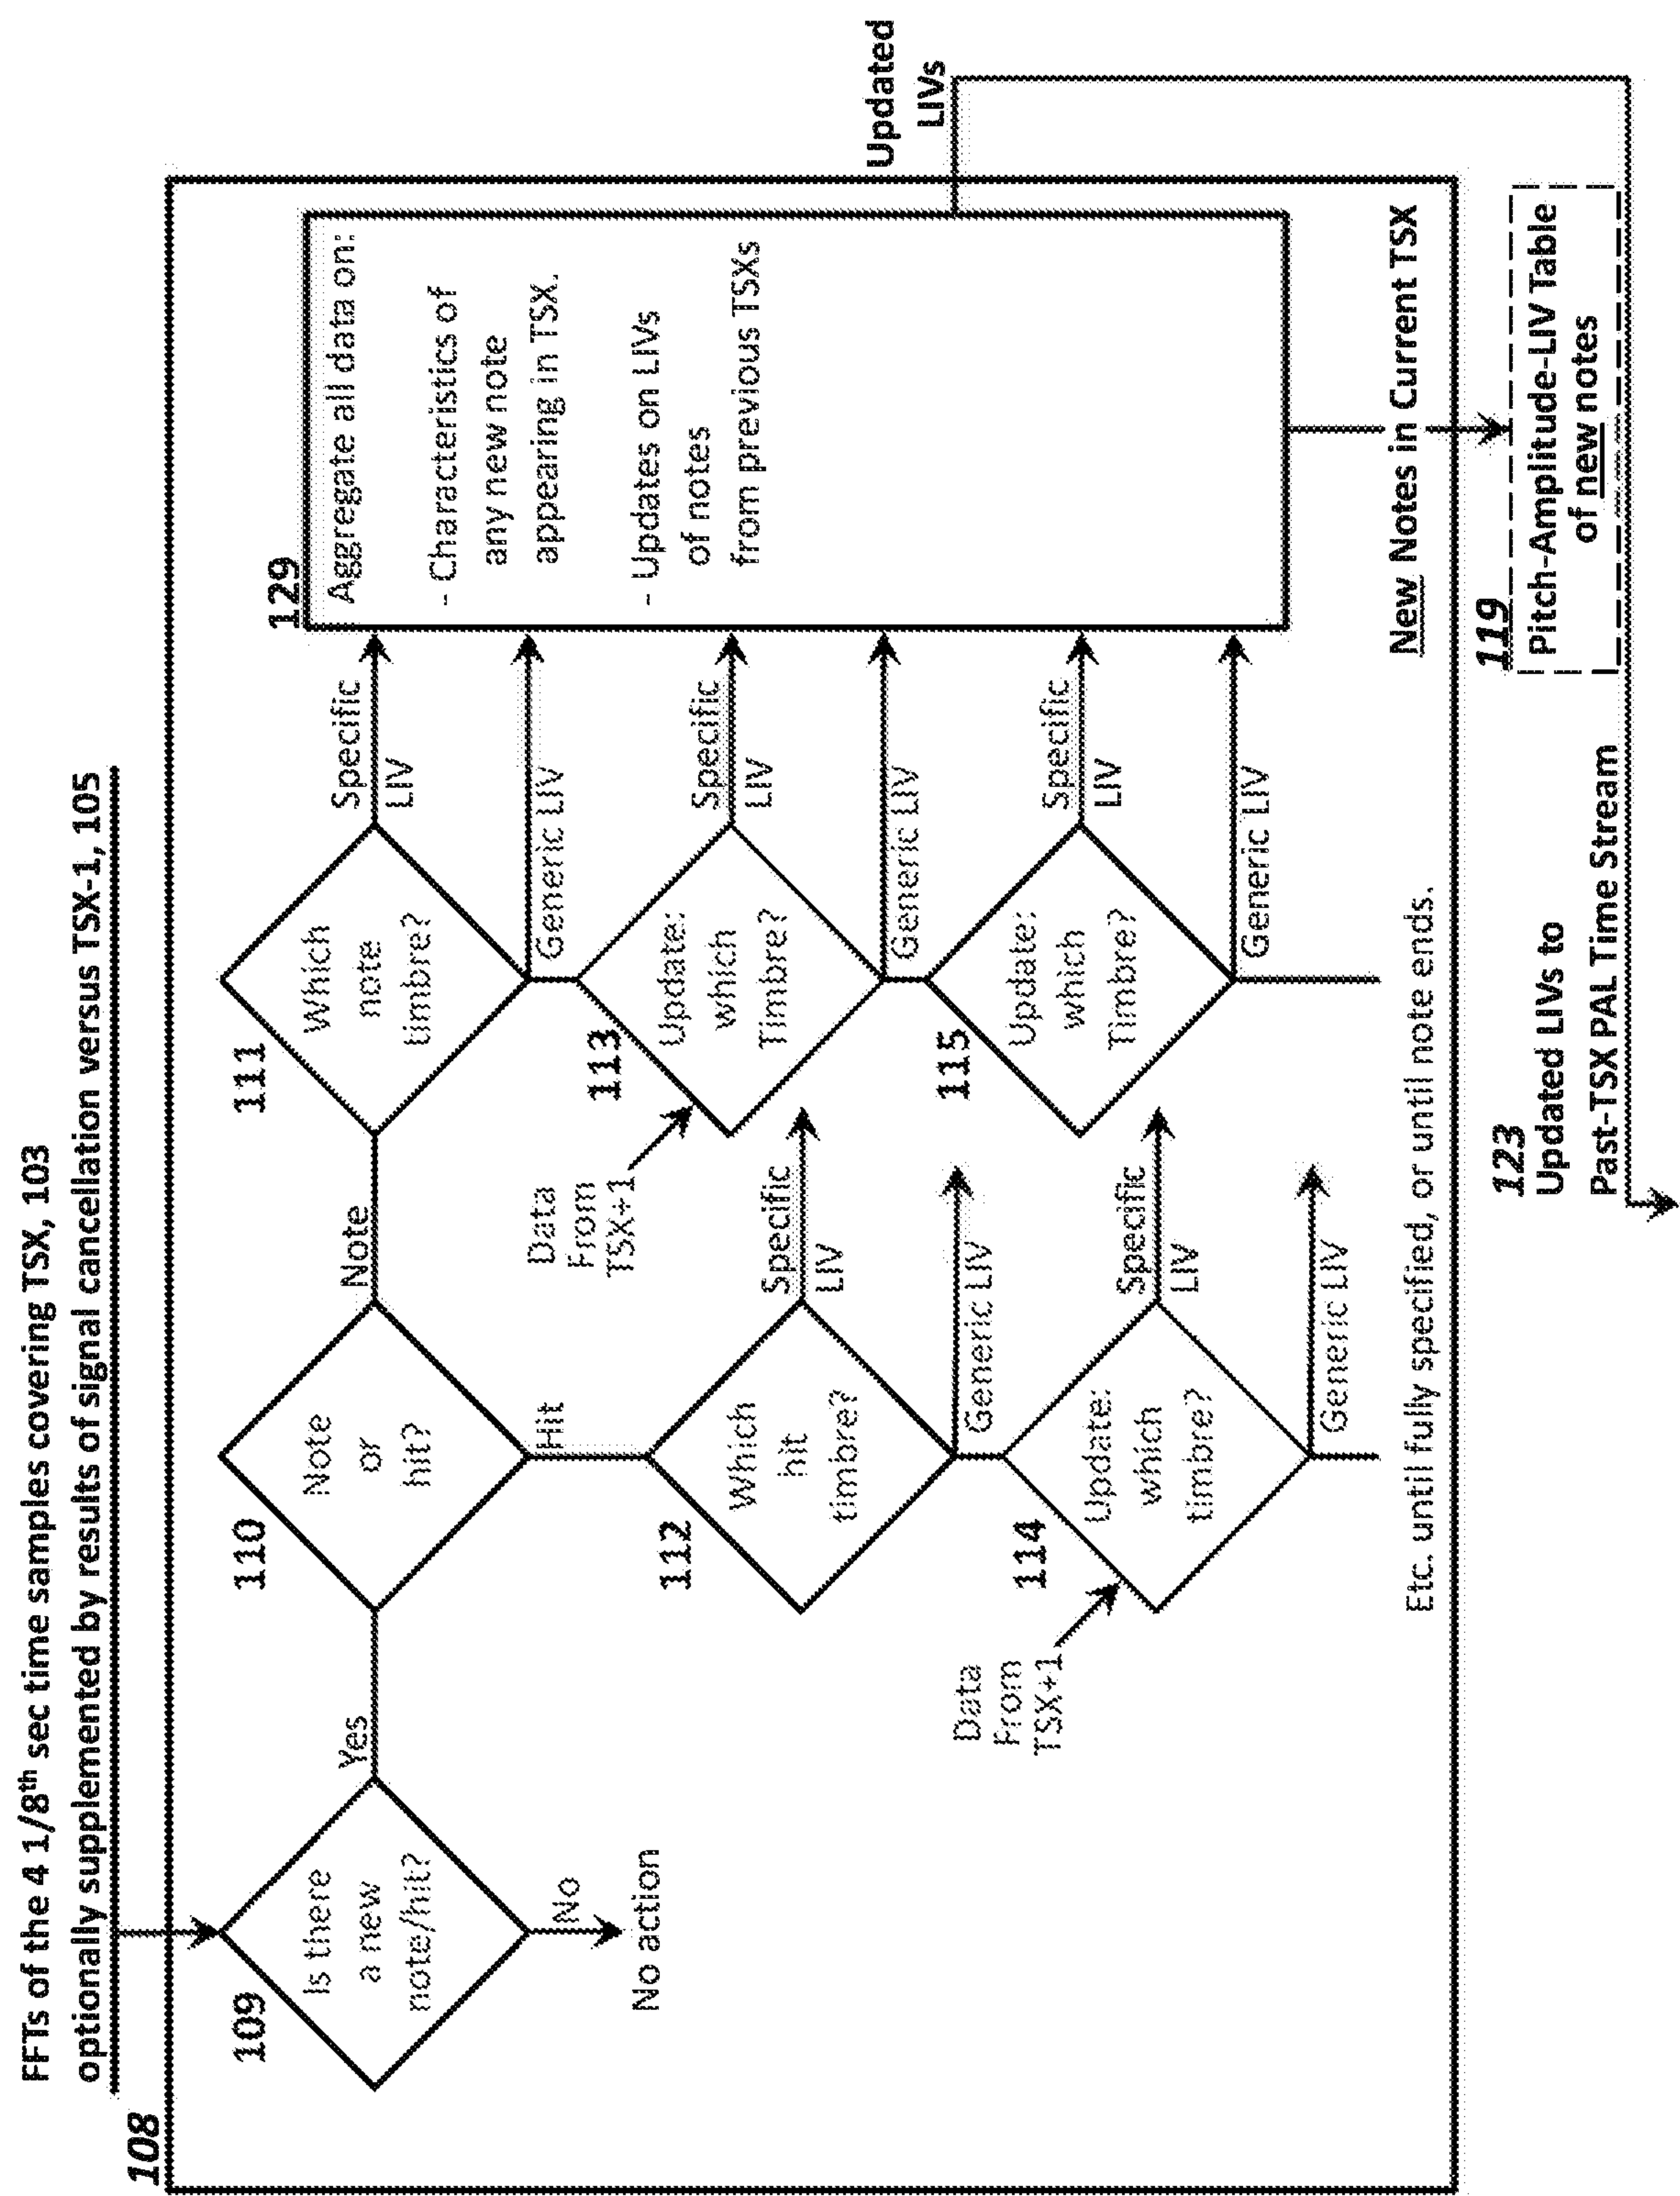 FFTs of the 4 1/8th sec time samples covering TSX, 103
optionally supplemented by results of signal cancellation versus TSX-1, 105
108
109
Is there
a new
note/hit?
Yes
No
No action
110
Note
or
hit?
Note
Hit
111
Which
note
timbre?
Specific
LIV
Generic LIV
112
Which
hit
timbre?
Specific
LIV
Generic LIV
Data
From
TSX+1
113
Update:
which
Timbre?
Specific
LIV
Generic LIV
Data
From
TSX+1
114
Update:
which
timbre?
Specific
LIV
Generic LIV
115
Update:
which
Timbre?
Specific
LIV
Generic LIV
Etc. until fully specified, or until note ends.
129
Aggregate all data on:
- Characteristics of
any new note
appearing in TSX.
- Updates on LIVs
of notes
from previous TSXs
Updated
LIVs
New Notes in Current TSX
119
Pitch-Amplitude-LIV Table
of new notes
123
Updated LIVs to
Past-TSX PAL Time Stream